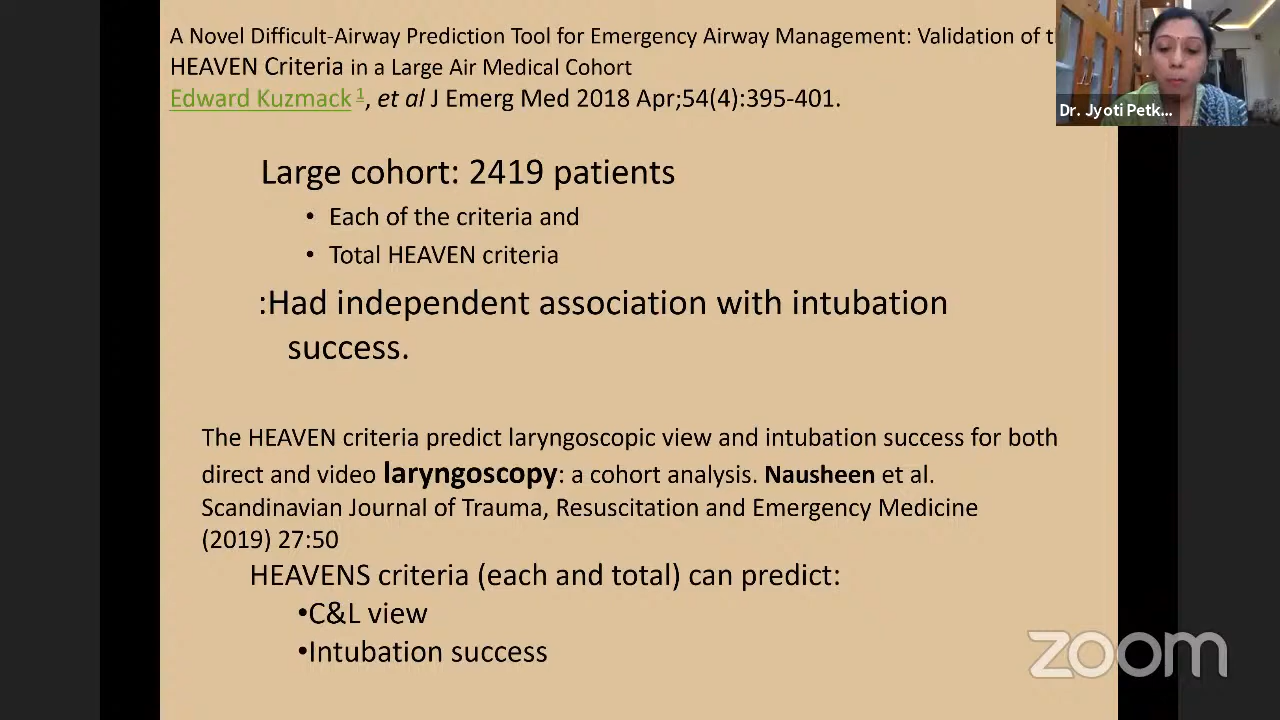 A Novel Difficult-Airway Prediction Tool for Emergency Airway Management: Validation of t
HEAVEN Criteria in a Large Air Medical Cohort
Edward Kuzmack 1, et al J Emerg Med 2018 Apr;54(4):395-401.
Dr. Jyoti Petk...
Large cohort: 2419 patients
• Each of the criteria and
• Total HEAVEN criteria
:Had independent association with intubation
success.
The HEAVEN criteria predict laryngoscopic view and intubation success for both
direct and video laryngoscopy: a cohort analysis. Nausheen et al.
Scandinavian Journal of Trauma, Resuscitation and Emergency Medicine
(2019) 27:50
HEAVENS criteria (each and total) can predict:
•C&L view
•Intubation success
zoom